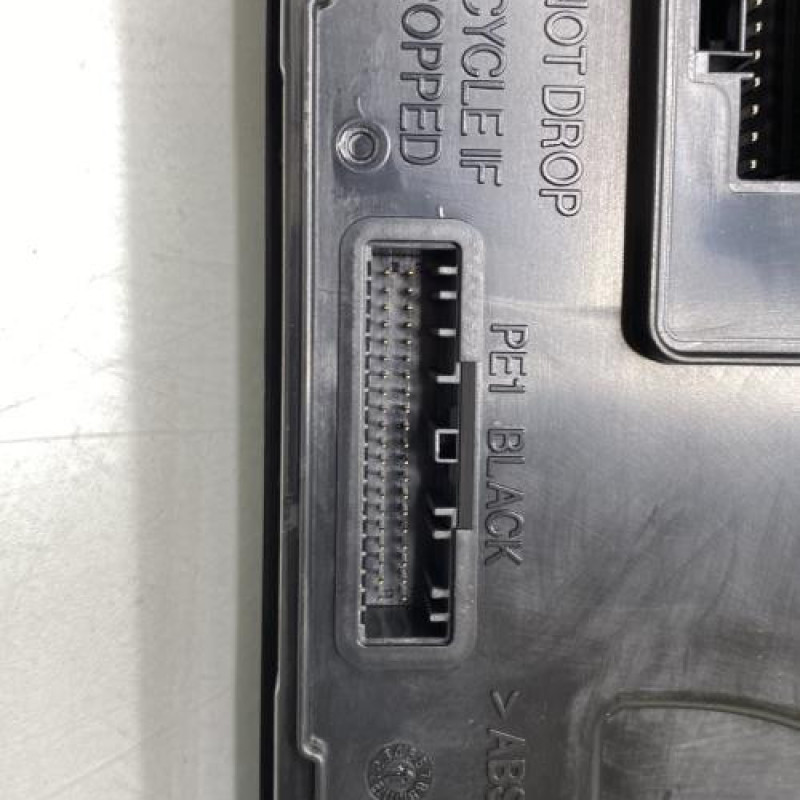 NOT DROP
CYCLE IF
OPPED
PE1 BLACK
>ABS